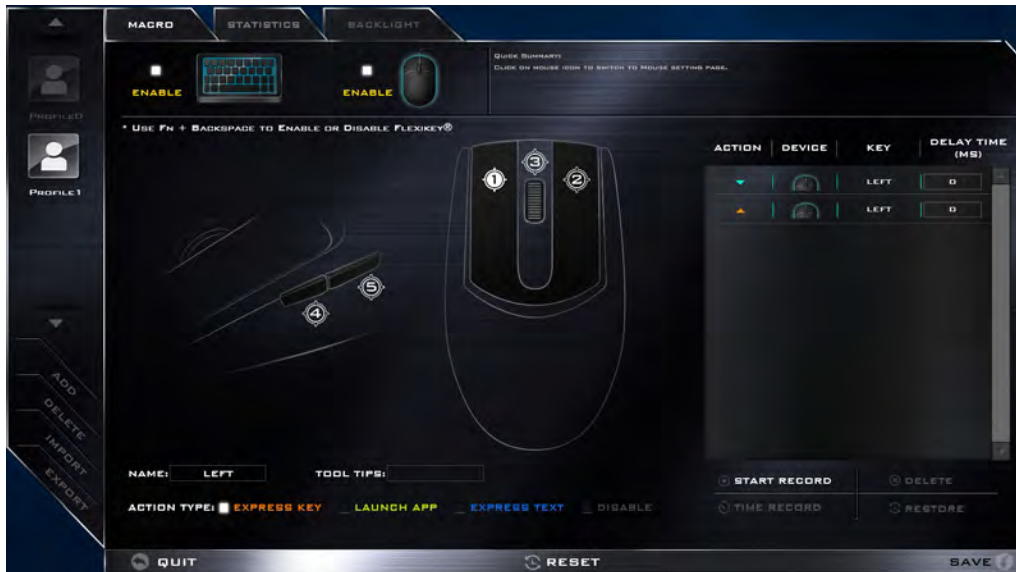 MACRO
STATISTICS
BACKLIGHT
PROFILE0
PROFILE1
ADD
DELETE
IMPORT
EXPORT
ENABLE
ENABLE
QUICK SUMMARY:
CLICK ON MOUSE ICON TO SWITCH TO MOUSE SETTING PAGE.
* USE FN + BACKSPACE TO ENABLE OR DISABLE FLEXIKEY®
1
3
2
4
5
ACTION DEVICE KEY DELAY TIME (MS)
LEFT 0
LEFT 0
NAME: LEFT TOOL TIPS:
ACTION TYPE: EXPRESS KEY LAUNCH APP EXPRESS TEXT DISABLE
START RECORD DELETE
TIME RECORD RESTORE
QUIT RESET SAVE